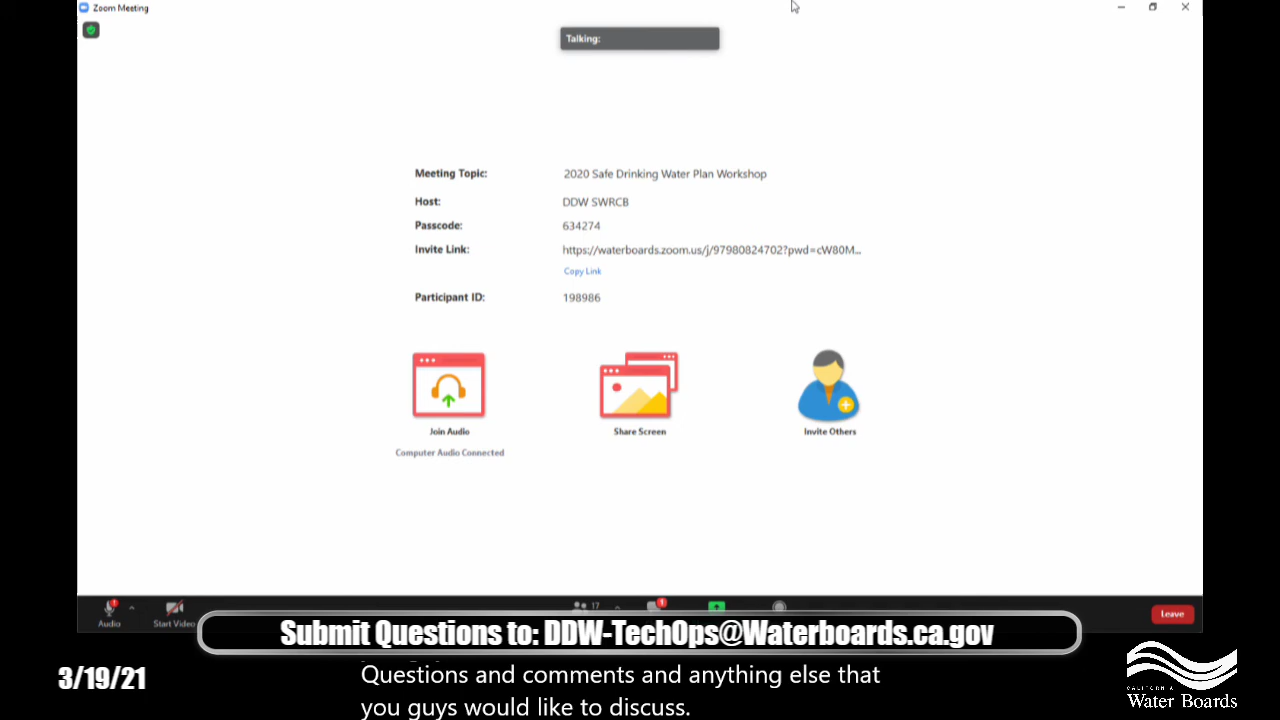 Zoom Meeting
Talking:
Meeting Topic: 2020 Safe Drinking Water Plan Workshop
Host: DDW SWRCB
Passcode: 634274
Invite Link: https://waterboards.zoom.us/j/97980824702?pwd=cW80M...
Copy Link
Participant ID: 198986
Join Audio Share Screen Invite Others
Computer Audio Connected
17 1
Audio Start Video Leave
Submit Questions to: DDW-TechOps@Waterboards.ca.gov
Questions and comments and anything else that
you guys would like to discuss.
3/19/21
CALIFORNIA
Water Boards